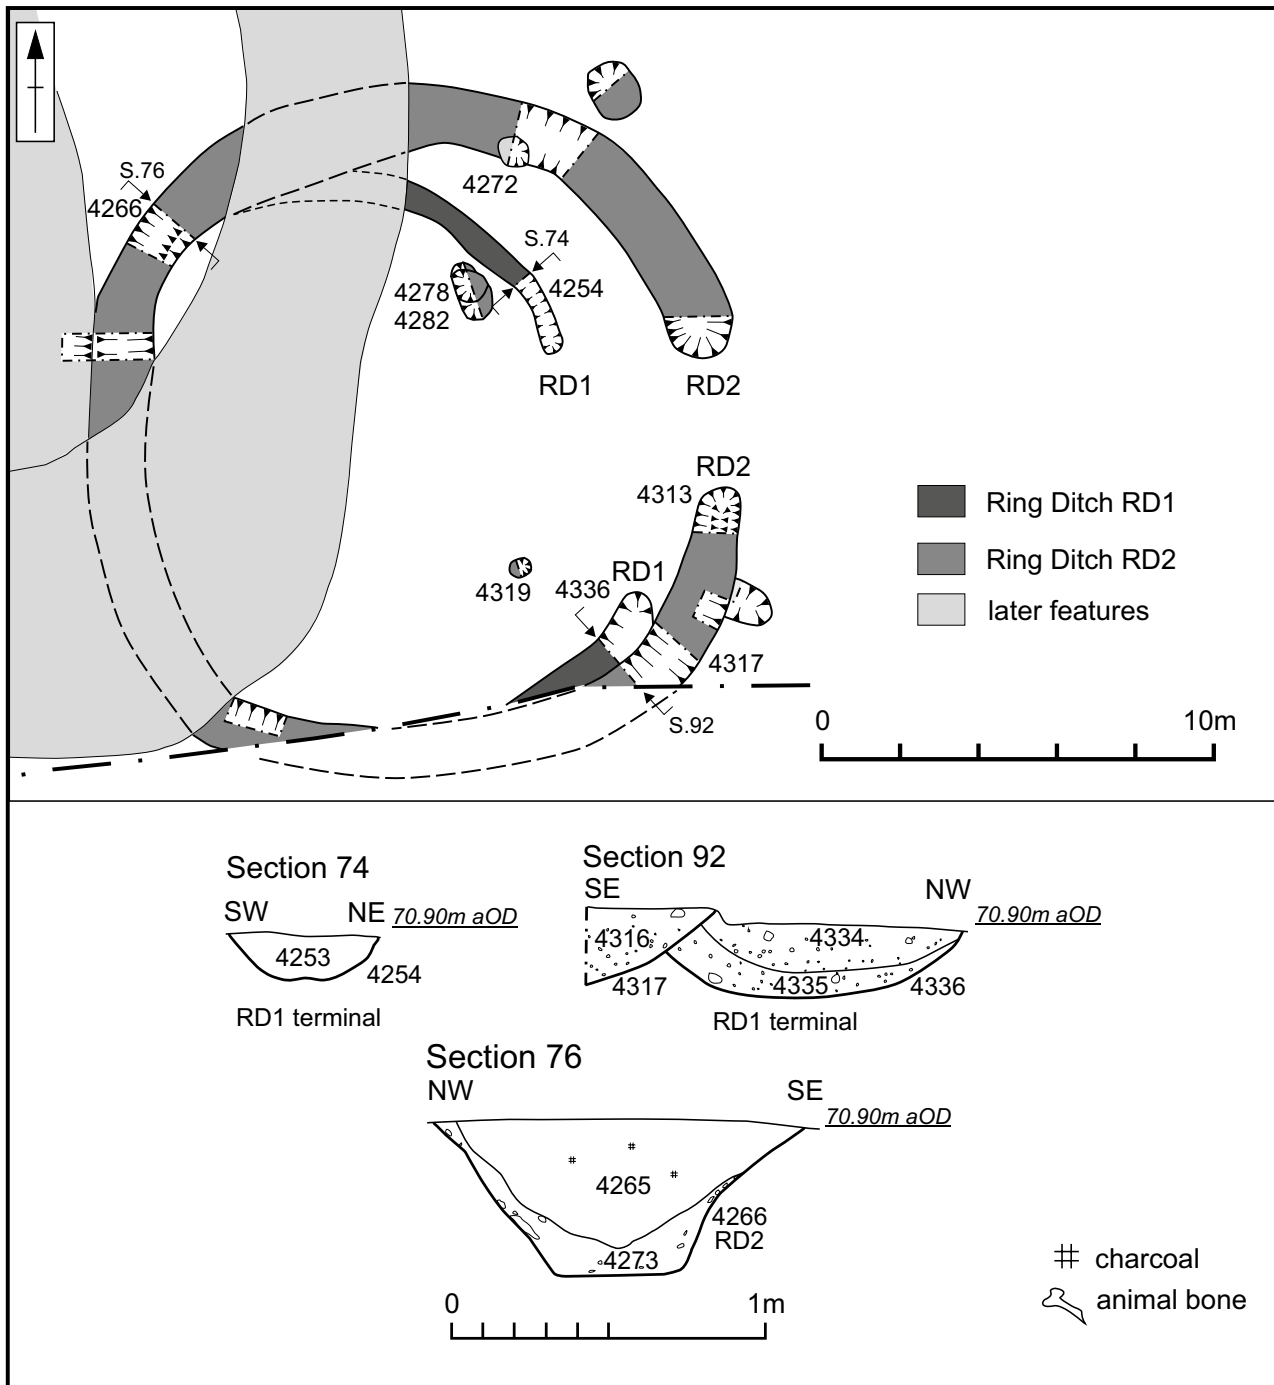 S.76
4266
4272
S.74
4278
4254
4282
RD1
RD2
RD2
4313
Ring Ditch RD1
Ring Ditch RD2
4319
4336
RD1
later features
4317
S.92
0
10m
Section 74
SW
NE
70.90m aOD
4253
4254
RD1 terminal
Section 92
SE
NW
70.90m aOD
4316
4334
4317
4335
4336
RD1 terminal
Section 76
NW
SE
70.90m aOD
4265
4266
RD2
4273
0
1m
charcoal
animal bone